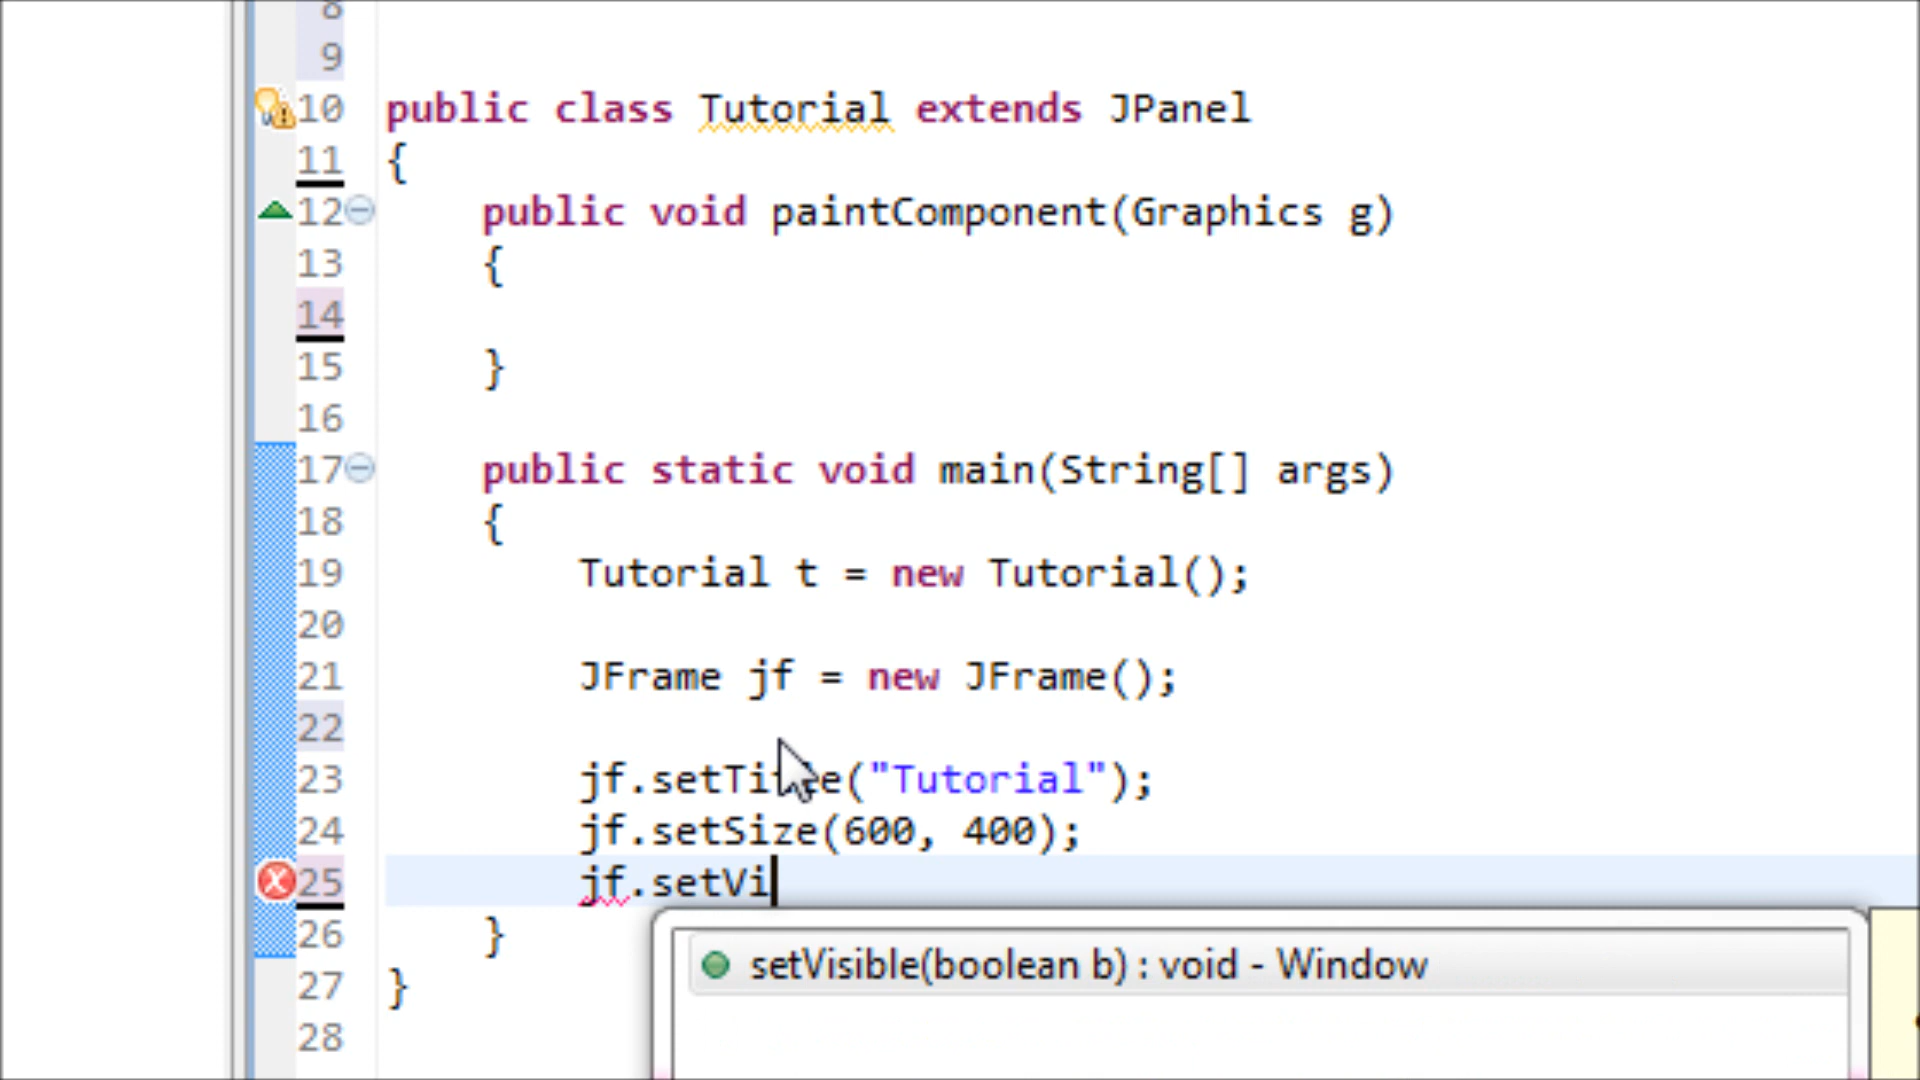 8
9
10 public class Tutorial extends JPanel
11 {
12 public void paintComponent(Graphics g)
13 {
14
15 }
16
17 public static void main(String[] args)
18 {
19 Tutorial t = new Tutorial();
20
21 JFrame jf = new JFrame();
22
23 jf.setTitle("Tutorial");
24 jf.setSize(600, 400);
25 jf.setVi
26 }
setVisible(boolean b) : void - Window
27 }
28